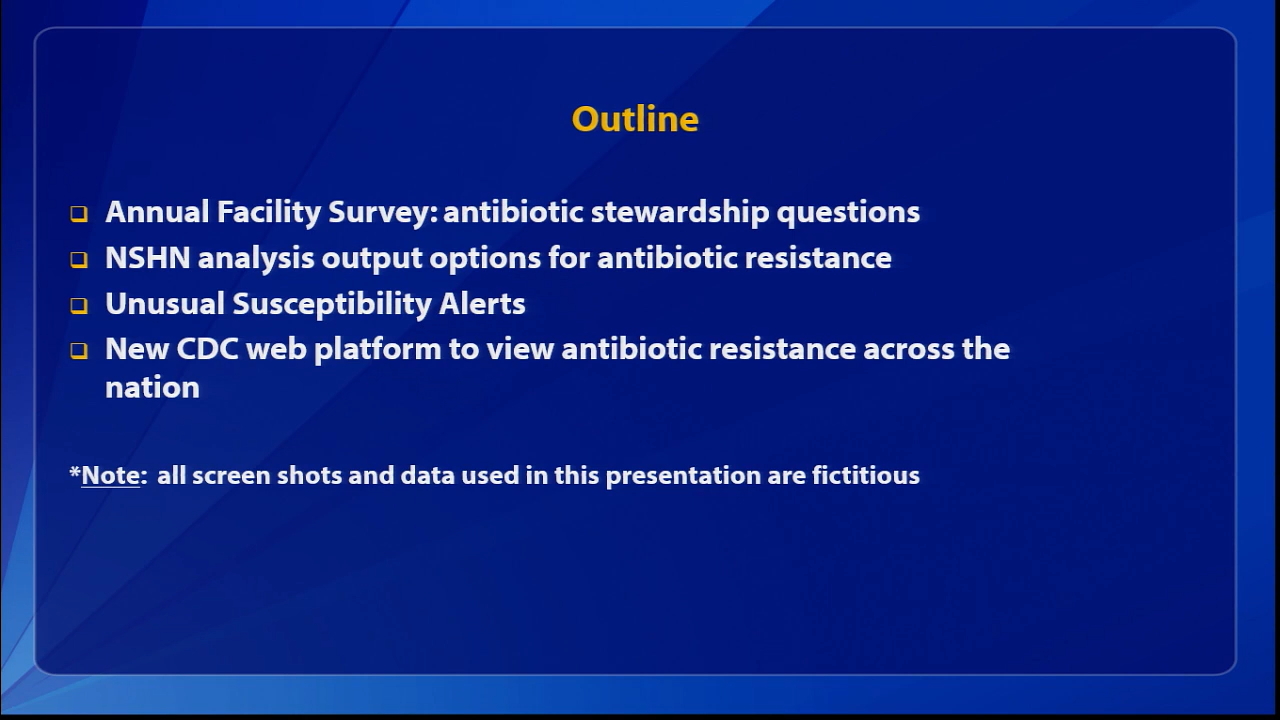 Outline
❑ Annual Facility Survey: antibiotic stewardship questions
❑ NSHN analysis output options for antibiotic resistance
❑ Unusual Susceptibility Alerts
❑ New CDC web platform to view antibiotic resistance across the
nation
*Note: all screen shots and data used in this presentation are fictitious